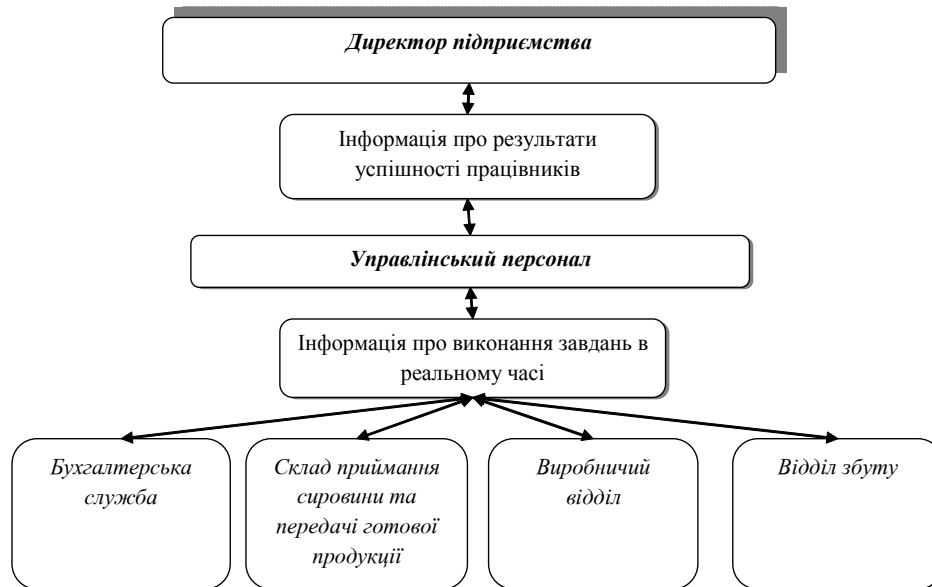 Директор підприємства
Інформація про результати
успішності працівників
Управлінський персонал
Інформація про виконання завдань в
реальному часі
Бухгалтерська
служба
Склад приймання
сировини та
передачі готової
продукції
Виробничий
відділ
Відділ збуту